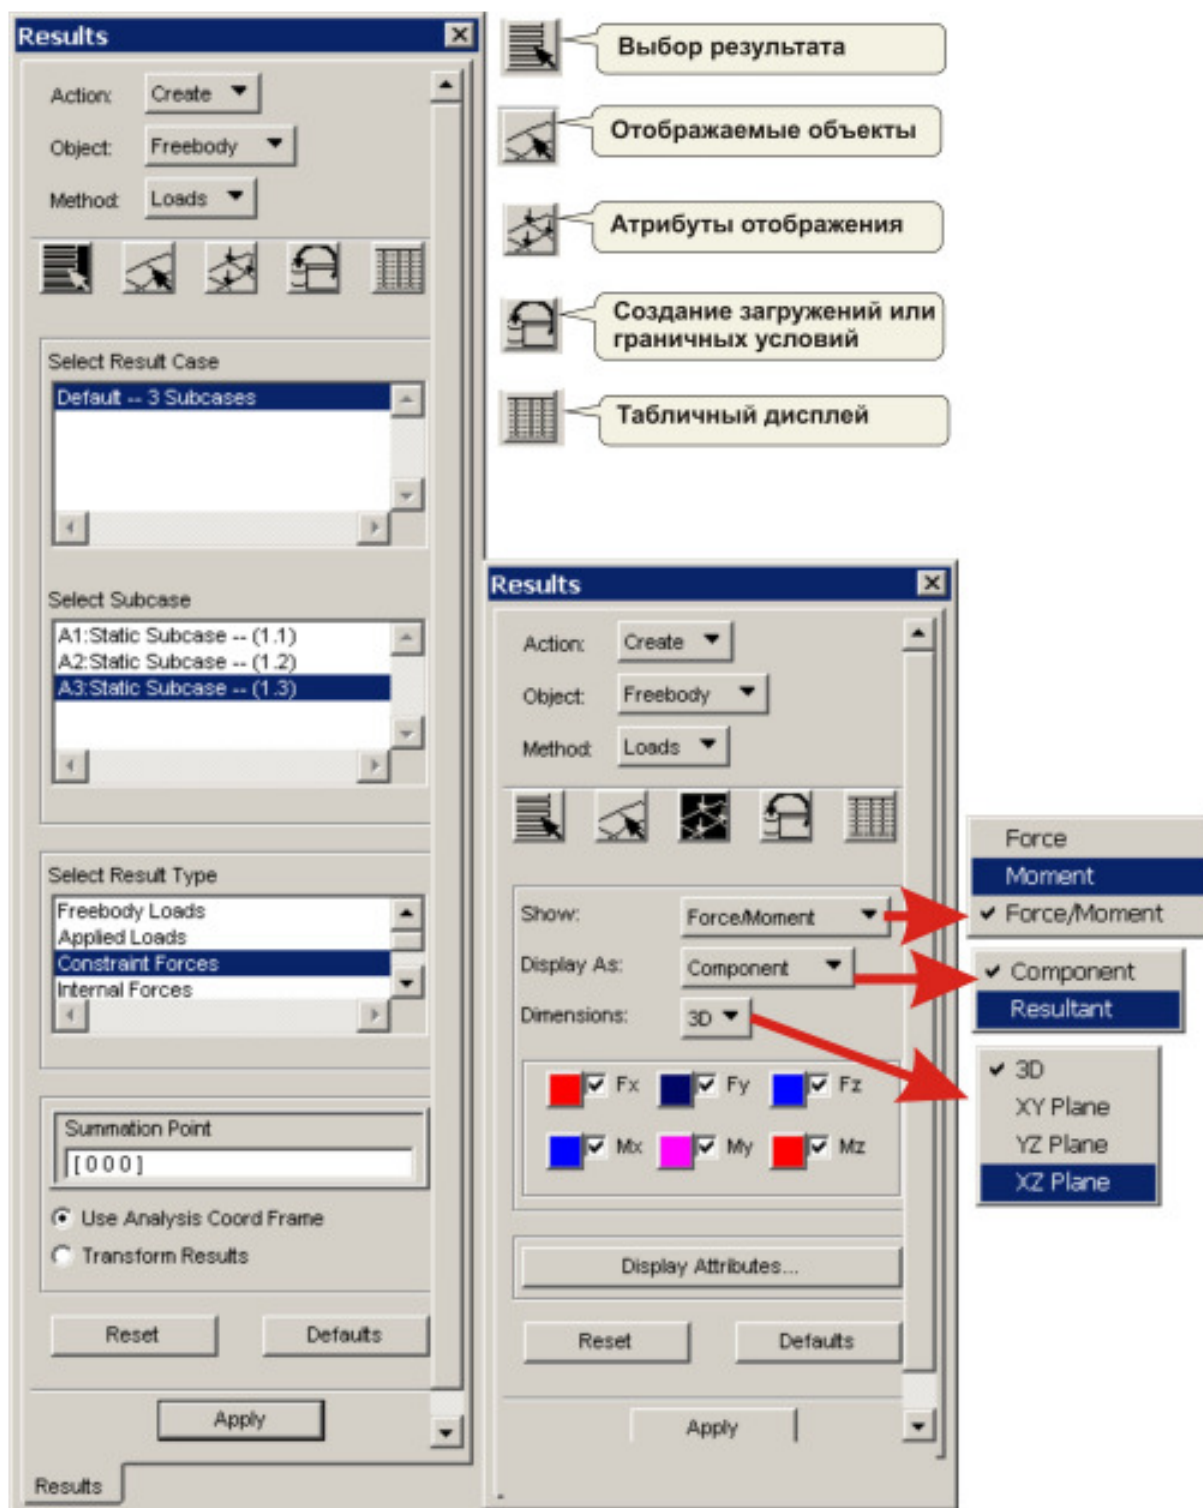 Results
Action: Create
Object: Freebody
Method: Loads
Select Result Case
Default -- 3 Subcases
Select Subcase
A1:Static Subcase -- (1.1)
A2:Static Subcase -- (1.2)
A3:Static Subcase -- (1.3)
Select Result Type
Freebody Loads
Applied Loads
Constraint Forces
Internal Forces
Summation Point
[ 0 0 0 ]
Use Analysis Coord Frame
Transform Results
Reset Defaults
Apply
Results
Выбор результата
Отображаемые объекты
Атрибуты отображения
Создание загружений или
граничных условий
Табличный дисплей
Results
Action: Create
Object: Freebody
Method: Loads
Show: Force/Moment
Display As: Component
Dimensions: 3D
Fx Fy Fz
Mx My Mz
Display Attributes...
Reset Defaults
Apply
Force
Moment
Force/Moment
Component
Resultant
3D
XY Plane
YZ Plane
XZ Plane